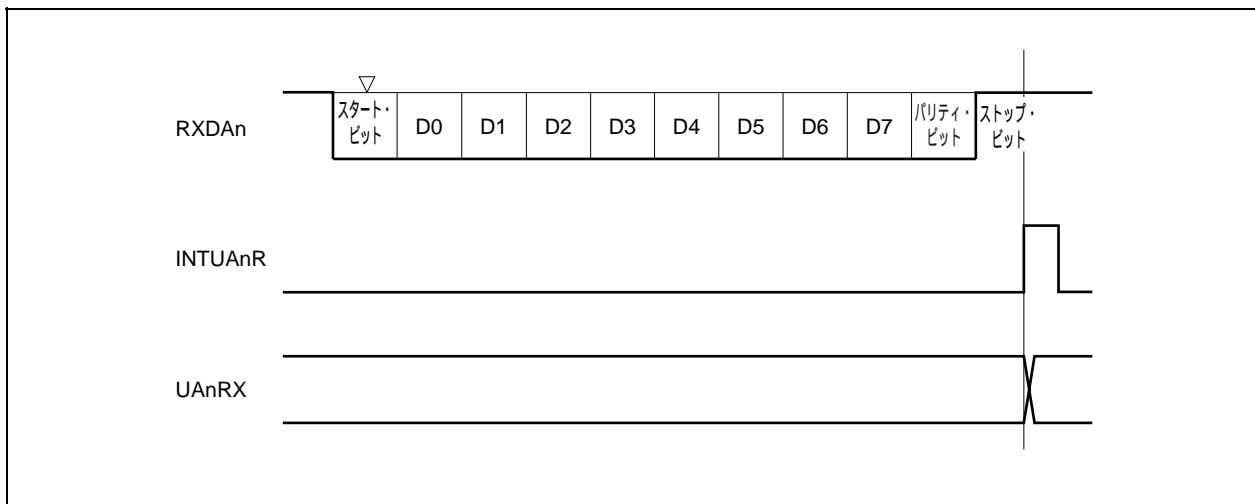 RXDAn
スタート・
ビット
D0
D1
D2
D3
D4
D5
D6
D7
パリティ・
ビット
ストップ・
ビット
INTUAnR
UAnRX